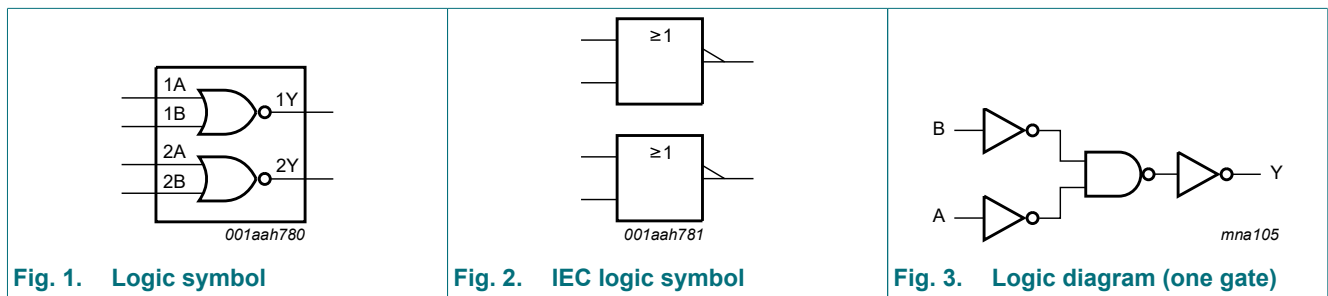 1A
1B
1Y
2A
2B
2Y
001aah780
Fig. 1. Logic symbol
≥1
≥1
001aah781
Fig. 2. IEC logic symbol
B
A
Y
mna105
Fig. 3. Logic diagram (one gate)